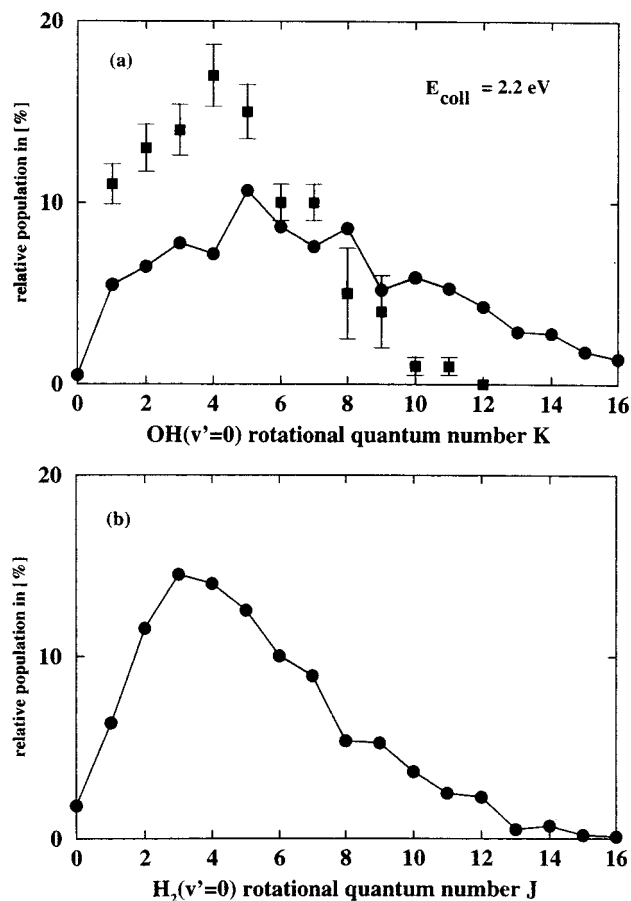 20
(a)
E_coll = 2.2 eV
10
relative population in [%]
0
0 2 4 6 8 10 12 14 16
OH(v'=0) rotational quantum number K
20
(b)
10
relative population in [%]
0
0 2 4 6 8 10 12 14 16
H₂(v'=0) rotational quantum number J